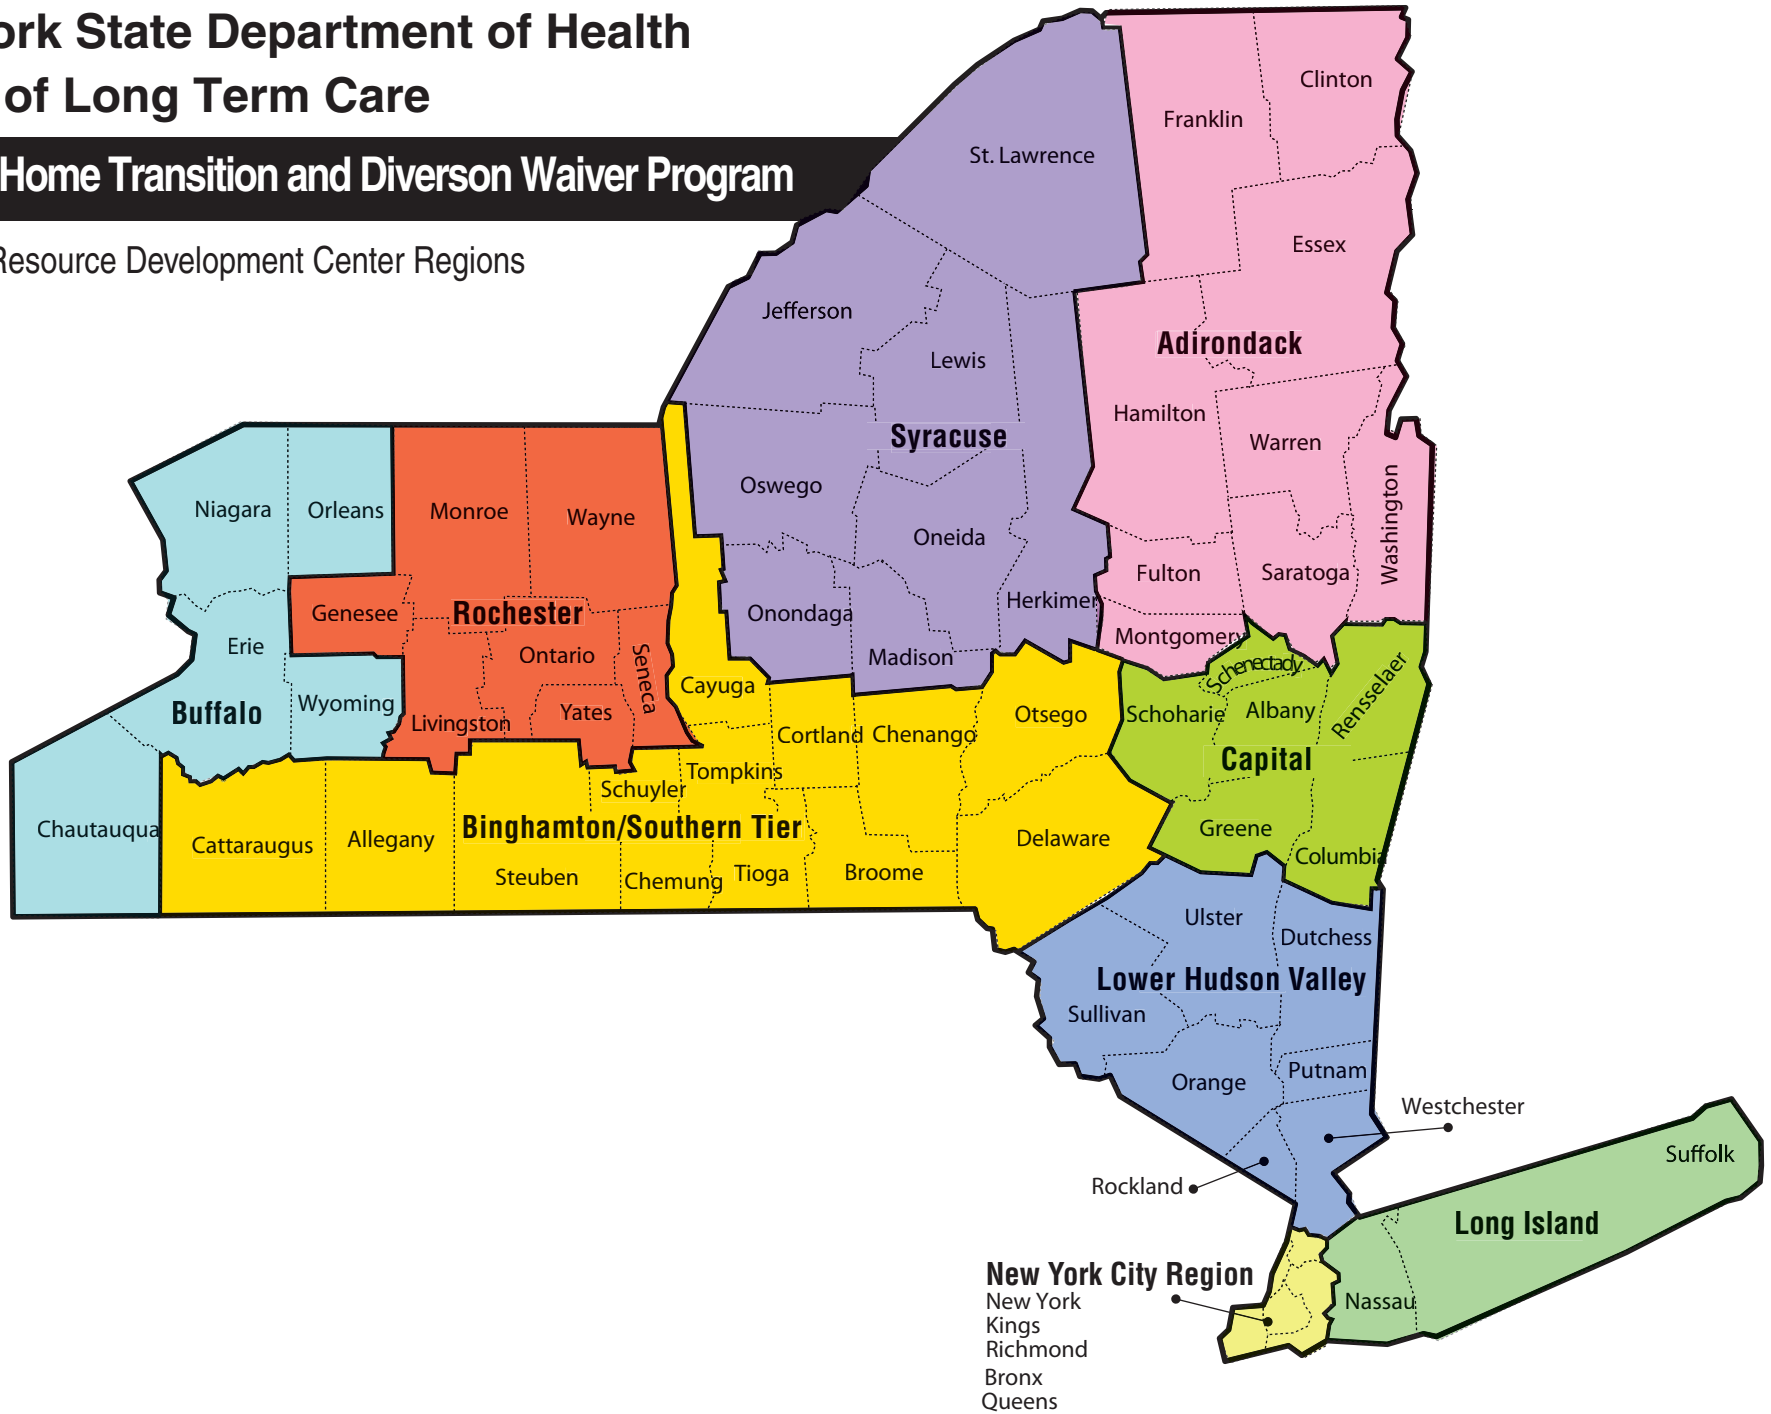 ork State Department of Health
of Long Term Care
Home Transition and Diverson Waiver Program
Resource Development Center Regions
Clinton
Franklin
St. Lawrence
Essex
Jefferson
Adirondack
Lewis
Hamilton
Syracuse
Warren
Oswego
Washington
Niagara
Orleans
Monroe
Wayne
Oneida
Fulton
Saratoga
Genesee
Rochester
Onondaga
Herkimer
Montgomery
Erie
Ontario
Seneca
Madison
Schenectady
Rensselaer
Cayuga
Wyoming
Buffalo
Livingston
Yates
Otsego
Schoharie
Albany
Cortland
Chenango
Capital
Tompkins
Schuyler
Chautauqua
Cattaraugus
Allegany
Binghamton/Southern Tier
Delaware
Greene
Columbia
Steuben
Chemung
Tioga
Broome
Ulster
Dutchess
Lower Hudson Valley
Sullivan
Orange
Putnam
Westchester
Suffolk
Rockland
Long Island
New York City Region
New York
Kings
Richmond
Bronx
Queens
Nassau